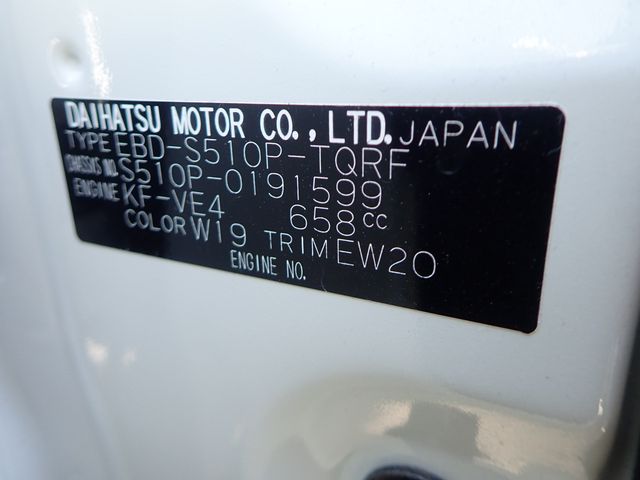 DAIHATSU MOTOR CO., LTD. JAPAN
TYPE EBD-S510P-TQRF
CHASSIS NO. S510P-0191599
ENGINE KF-VE4 658cc
COLOR W19 TRIM EW20
ENGINE NO.